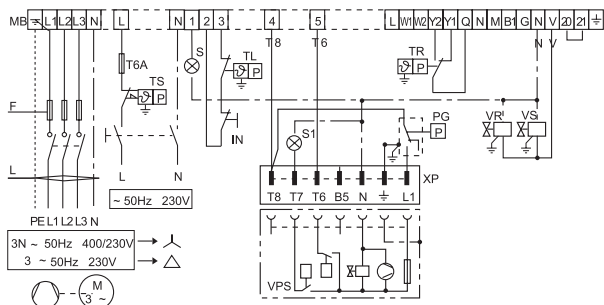 MB L1 L2 L3 N L N 1 2 3 4 5 L W1 W2 Y2 Y1 Q N M B1 G N V 20 21
S
T8
T6
N V
TL
TR
T6A
TS
ϑ P
ϑ P
ϑ P
F
IN
S1
PG
P
VR
VS
L
L
N
XP
~ 50Hz 230V
T8 T7 T6 B5 N L1
PE L1 L2 L3 N
3N ~ 50Hz 400/230V
3 ~ 50Hz 230V
VPS
M
3 ~